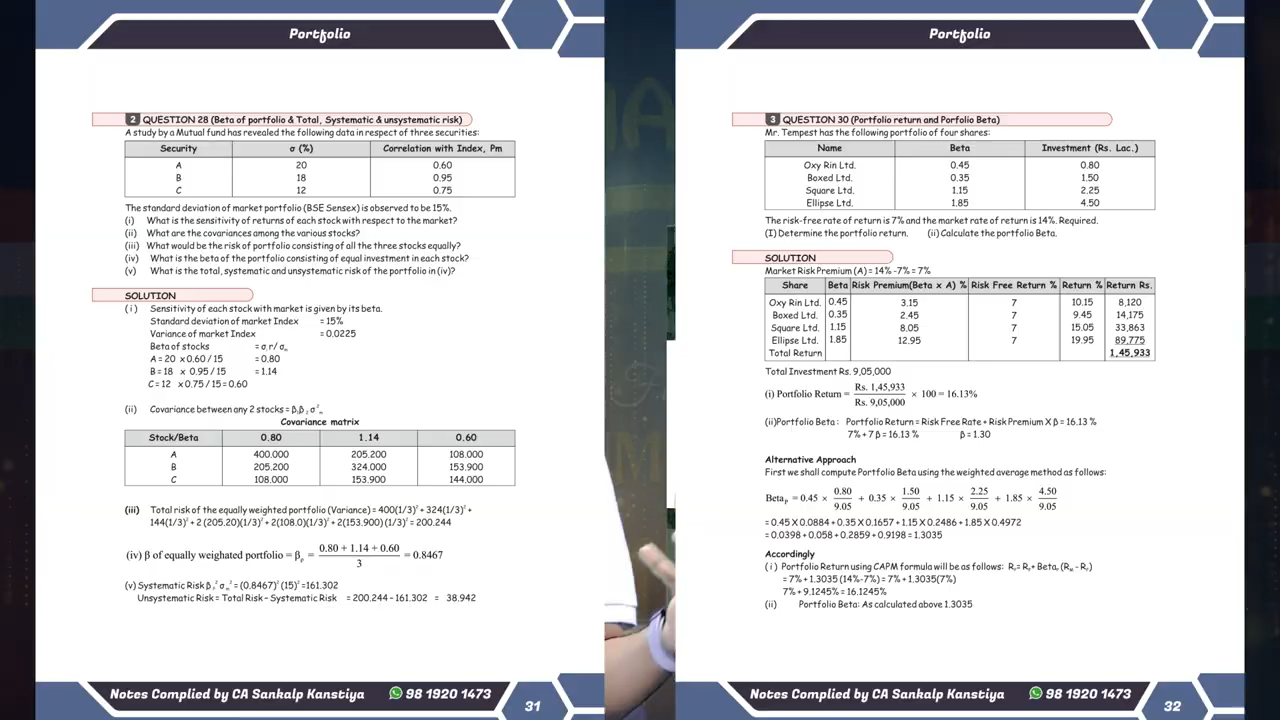 Portfolio
2 QUESTION 28 (Beta of portfolio & Total, Systematic & unsystematic risk)
A study by a Mutual fund has revealed the following data in respect of three securities:
Security σ (%) Correlation with Index, Pm
A 20 0.60
B 18 0.95
C 12 0.75
The standard deviation of market portfolio (BSE Sensex) is observed to be 15%.
(i) What is the sensitivity of returns of each stock with respect to the market?
(ii) What are the covariances among the various stocks?
(iii) What would be the risk of portfolio consisting of all the three stocks equally?
(iv) What is the beta of the portfolio consisting of equal investment in each stock?
(v) What is the total, systematic and unsystematic risk of the portfolio in (iv)?
SOLUTION
(i) Sensitivity of each stock with market is given by its beta.
Standard deviation of market Index = 15%
Variance of market Index = 0.0225
Beta of stocks = σᵢ r/ σₘ
A = 20 x 0.60 / 15 = 0.80
B = 18 x 0.95 / 15 = 1.14
C = 12 x 0.75 / 15 = 0.60
(ii) Covariance between any 2 stocks = β₁β₂ σ²ₘ
Covariance matrix
Stock/Beta 0.80 1.14 0.60
A 400.000 205.200 108.000
B 205.200 324.000 153.900
C 108.000 153.900 144.000
(iii) Total risk of the equally weighted portfolio (Variance) = 400(1/3)² + 324(1/3)² +
144(1/3)² + 2 (205.20)(1/3)² + 2(108.0)(1/3)² + 2(153.900) (1/3)² = 200.244
(iv) β of equally weighated portfolio = βₚ = 0.80 + 1.14 + 0.60 / 3 = 0.8467
(v) Systematic Risk βₚ² σₘ² = (0.8467)² (15)² =161.302
Unsystematic Risk = Total Risk – Systematic Risk = 200.244 – 161.302 = 38.942
Notes Complied by CA Sankalp Kanstiya 98 1920 1473
31
Portfolio
3 QUESTION 30 (Portfolio return and Porfolio Beta)
Mr. Tempest has the following portfolio of four shares:
Name Beta Investment (Rs. Lac.)
Oxy Rin Ltd. 0.45 0.80
Boxed Ltd. 0.35 1.50
Square Ltd. 1.15 2.25
Ellipse Ltd. 1.85 4.50
The risk-free rate of return is 7% and the market rate of return is 14%. Required.
(I) Determine the portfolio return. (ii) Calculate the portfolio Beta.
SOLUTION
Market Risk Premium (A) = 14% -7% = 7%
Share Beta Risk Premium(Beta x A) % Risk Free Return % Return % Return Rs.
Oxy Rin Ltd. 0.45 3.15 7 10.15 8,120
Boxed Ltd. 0.35 2.45 7 9.45 14,175
Square Ltd. 1.15 8.05 7 15.05 33,863
Ellipse Ltd. 1.85 12.95 7 19.95 89,775
Total Return 1,45,933
Total Investment Rs. 9,05,000
(i) Portfolio Return = Rs. 1,45,933 / Rs. 9,05,000 × 100 = 16.13%
(ii)Portfolio Beta : Portfolio Return = Risk Free Rate + Risk Premium X β = 16.13 %
7% + 7 β = 16.13 % β = 1.30
Alternative Approach
First we shall compute Portfolio Beta using the weighted average method as follows:
Betaₚ = 0.45 × 0.80/9.05 + 0.35 × 1.50/9.05 + 1.15 × 2.25/9.05 + 1.85 × 4.50/9.05
= 0.45 X 0.0884 + 0.35 X 0.1657 + 1.15 X 0.2486 + 1.85 X 0.4972
= 0.0398 + 0.058 + 0.2859 + 0.9198 = 1.3035
Accordingly
(i) Portfolio Return using CAPM formula will be as follows: Rₚ= R_F + Betaₚ (R_M – R_F)
= 7% + 1.3035 (14%-7%) = 7% + 1.3035(7%)
7% + 9.1245% = 16.1245%
(ii) Portfolio Beta: As calculated above 1.3035
Notes Complied by CA Sankalp Kanstiya 98 1920 1473
32